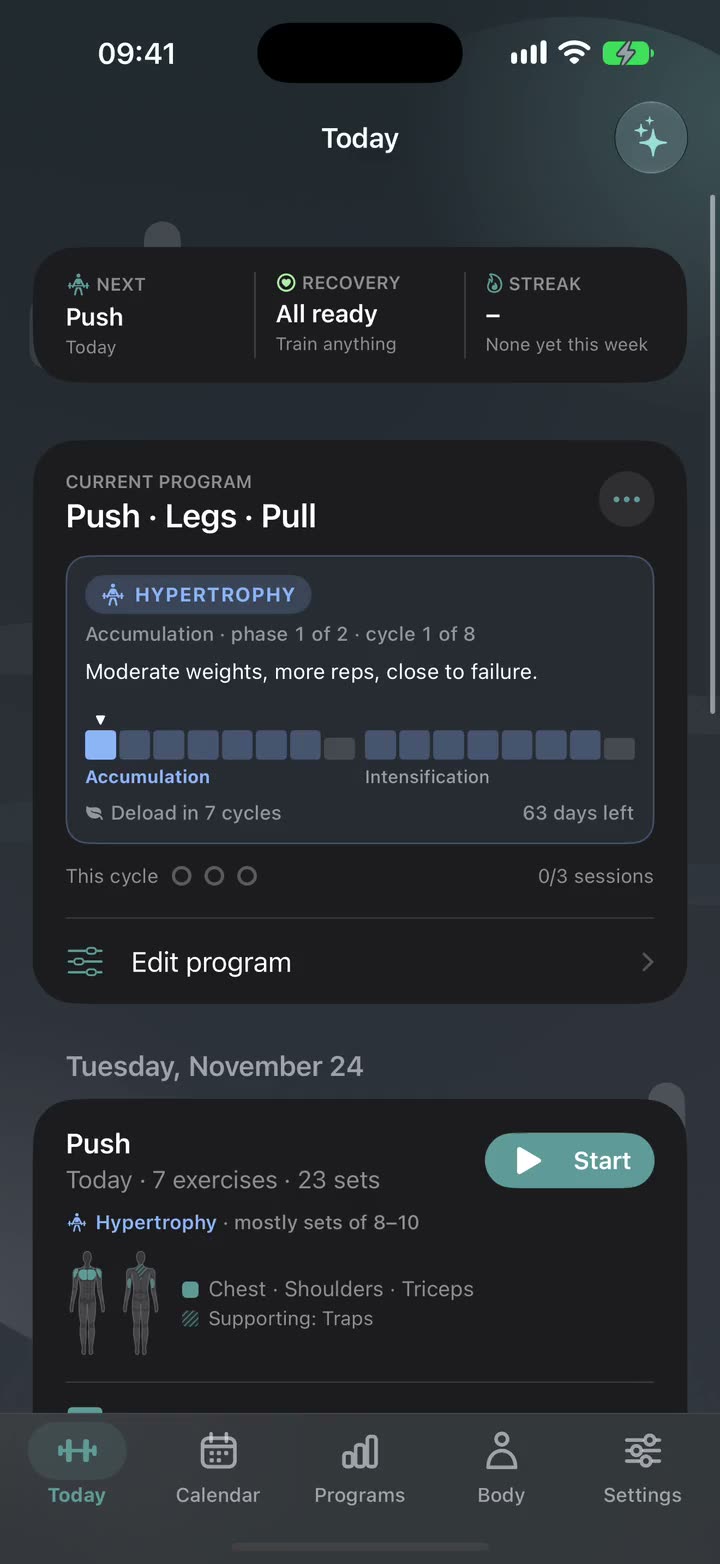 09:41
Today
NEXT
Push
Today
RECOVERY
All ready
Train anything
STREAK
–
None yet this week
CURRENT PROGRAM
Push · Legs · Pull
HYPERTROPHY
Accumulation · phase 1 of 2 · cycle 1 of 8
Moderate weights, more reps, close to failure.
Accumulation
Intensification
Deload in 7 cycles
63 days left
This cycle
0/3 sessions
Edit program
Tuesday, November 24
Push
Start
Today · 7 exercises · 23 sets
Hypertrophy · mostly sets of 8–10
Chest · Shoulders · Triceps
Supporting: Traps
Today
Calendar
Programs
Body
Settings